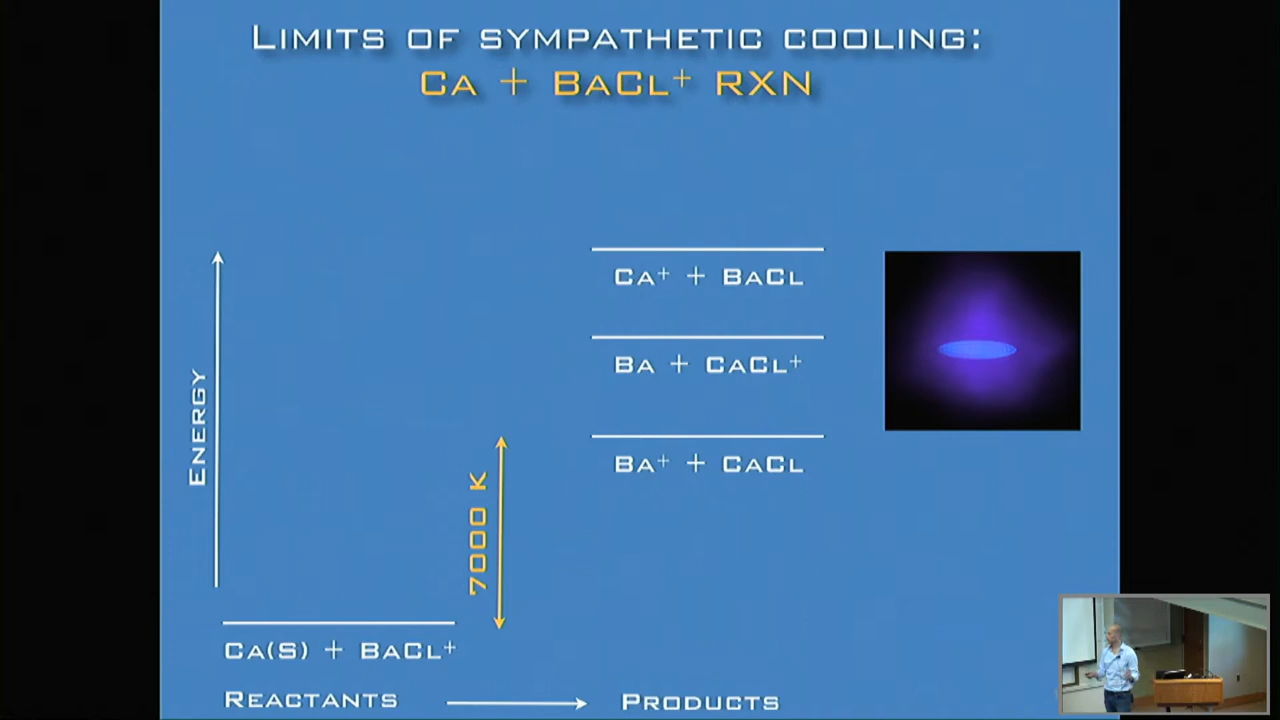 LIMITS OF SYMPATHETIC COOLING:
CA + BACL⁺ RXN
CA⁺ + BACL
BA + CACL⁺
BA⁺ + CACL
ENERGY
7000 K
CA(S) + BACL⁺
REACTANTS
PRODUCTS